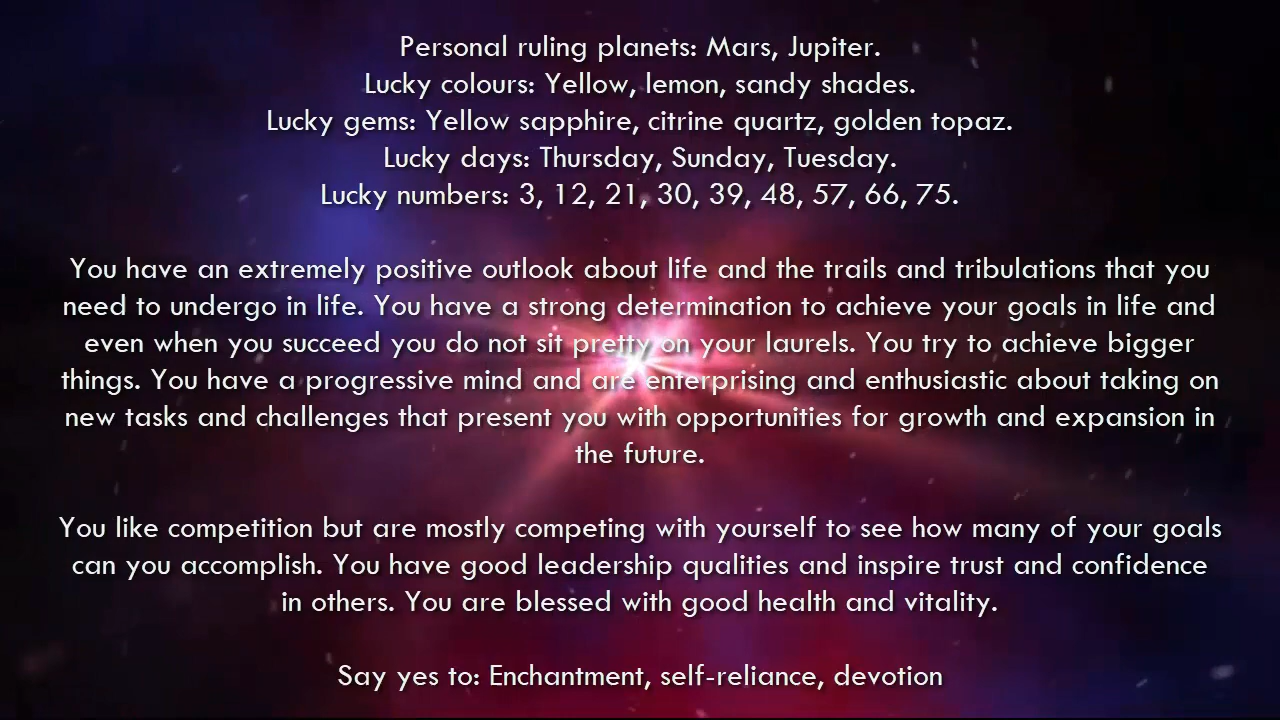 Personal ruling planets: Mars, Jupiter.
Lucky colours: Yellow, lemon, sandy shades.
Lucky gems: Yellow sapphire, citrine quartz, golden topaz.
Lucky days: Thursday, Sunday, Tuesday.
Lucky numbers: 3, 12, 21, 30, 39, 48, 57, 66, 75.
You have an extremely positive outlook about life and the trails and tribulations that you
need to undergo in life. You have a strong determination to achieve your goals in life and
even when you succeed you do not sit pretty on your laurels. You try to achieve bigger
things. You have a progressive mind and are enterprising and enthusiastic about taking on
new tasks and challenges that present you with opportunities for growth and expansion in
the future.
You like competition but are mostly competing with yourself to see how many of your goals
can you accomplish. You have good leadership qualities and inspire trust and confidence
in others. You are blessed with good health and vitality.
Say yes to: Enchantment, self-reliance, devotion